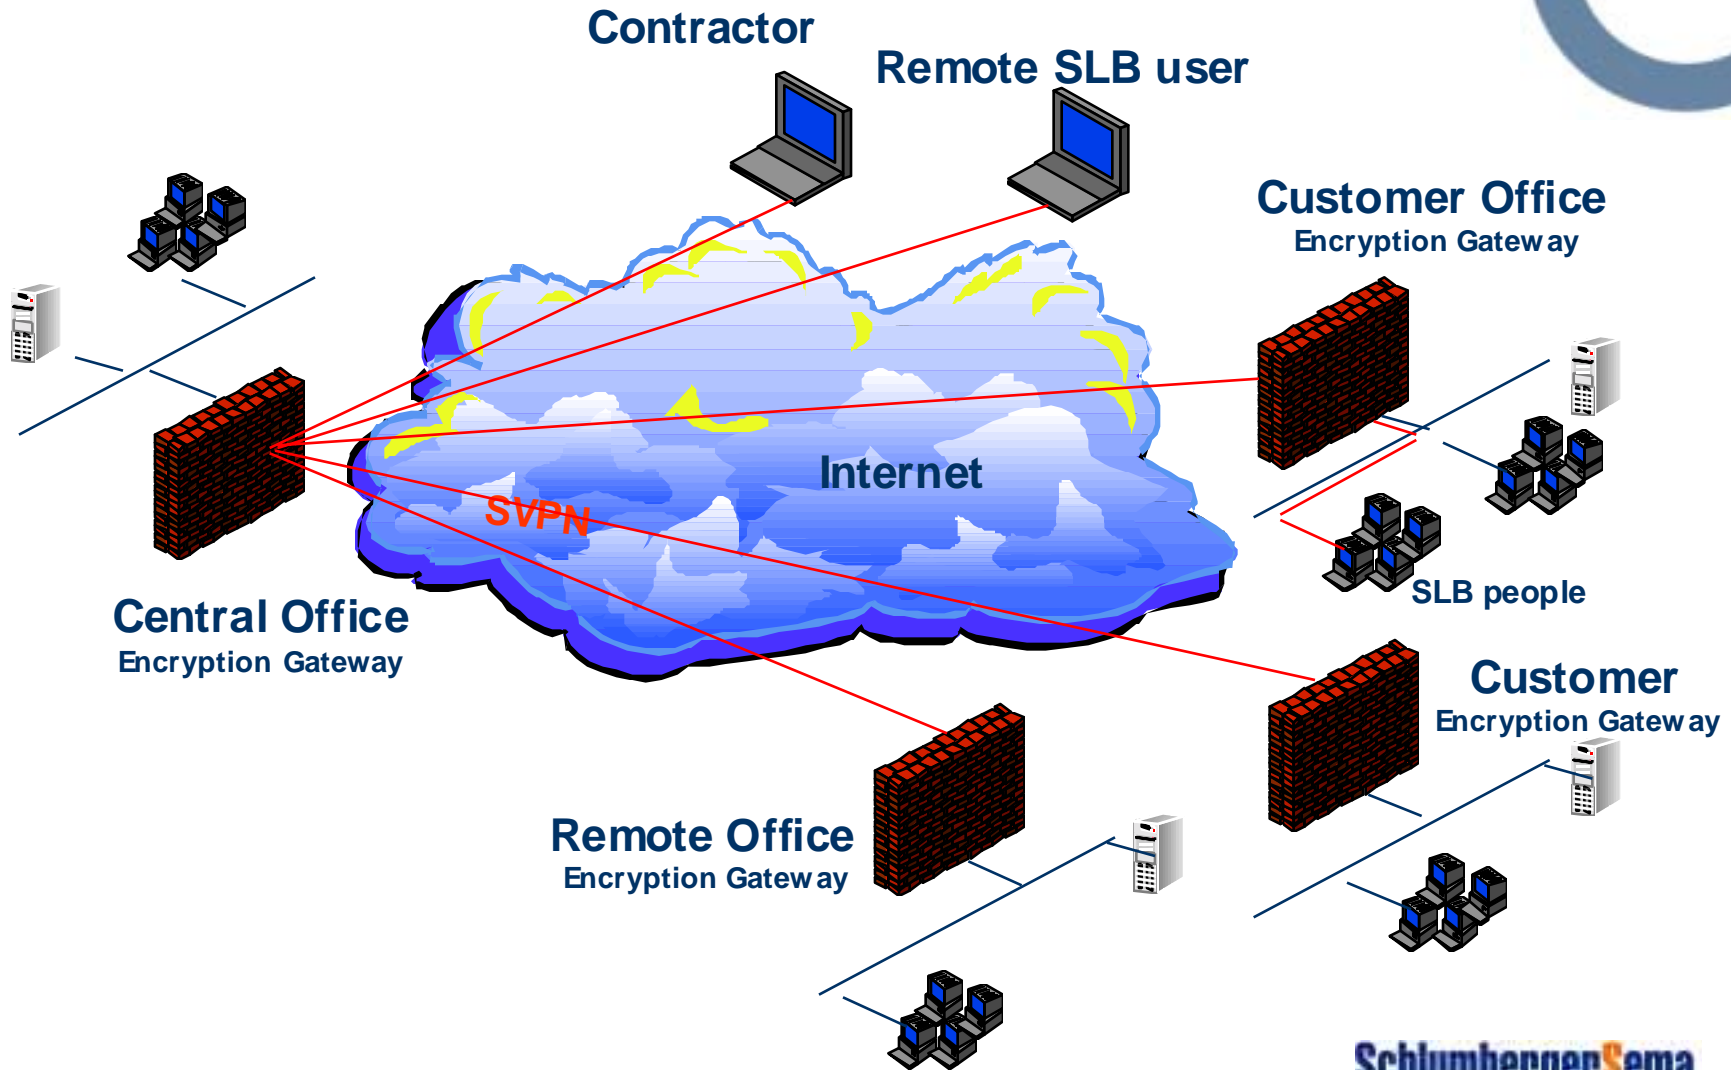 Contractor
Remote SLB user
Customer Office
Encryption Gateway
Internet
SVPN
SLB people
Central Office
Encryption Gateway
Customer
Encryption Gateway
Remote Office
Encryption Gateway
SchlumbergerSema